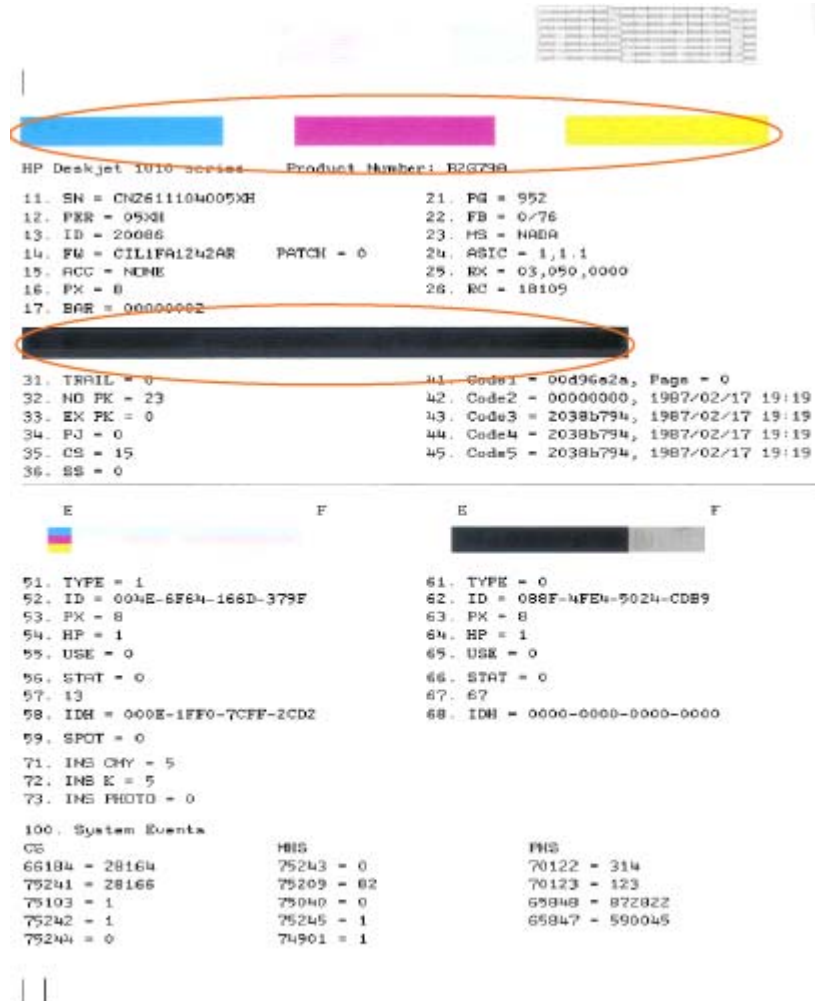 HP Deskjet 1010 series Product Number: B2G79A
11. SN = CN2611104005XH
21. PG = 952
12. PER = 05XH
22. FB = 0/76
13. ID = 20086
23. MS = NADA
14. FW = CIL1FA1242AR PATCH = 0
24. ASIC = 1,1.1
15. ACC = NONE
25. RX = 03,050,0000
16. PX = 8
26. RC = 18109
17. BAR = 00000002
31. TRAIL = 0
41. Code1 = 00d96a2a, Page = 0
32. NO PK = 23
42. Code2 = 00000000, 1987/02/17 19:19
33. EX PK = 0
43. Code3 = 2038b794, 1987/02/17 19:19
34. PJ = 0
44. Code4 = 2038b794, 1987/02/17 19:19
35. CS = 15
45. Code5 = 2038b794, 1987/02/17 19:19
36. SS = 0
E F
E F
51. TYPE = 1
61. TYPE = 0
52. ID = 004E-6F64-166D-379F
62. ID = 088F-4FE4-5024-CDB9
53. PX = 8
63. PX = 8
54. HP = 1
64. HP = 1
55. USE = 0
65. USE = 0
56. STAT = 0
66. STAT = 0
57. 13
67. 67
58. IDH = 000E-1FF0-7CFF-2CD2
68. IDH = 0000-0000-0000-0000
59. SPOT = 0
71. INS CMY = 5
72. INS K = 5
73. INS PHOTO = 0
100. System Events
CS MHS PHS
66184 = 28164 75243 = 0 70122 = 314
75241 = 28166 75209 = 82 70123 = 123
75103 = 1 75040 = 0 65848 = 872822
75242 = 1 75245 = 1 65847 = 590045
75244 = 0 74901 = 1